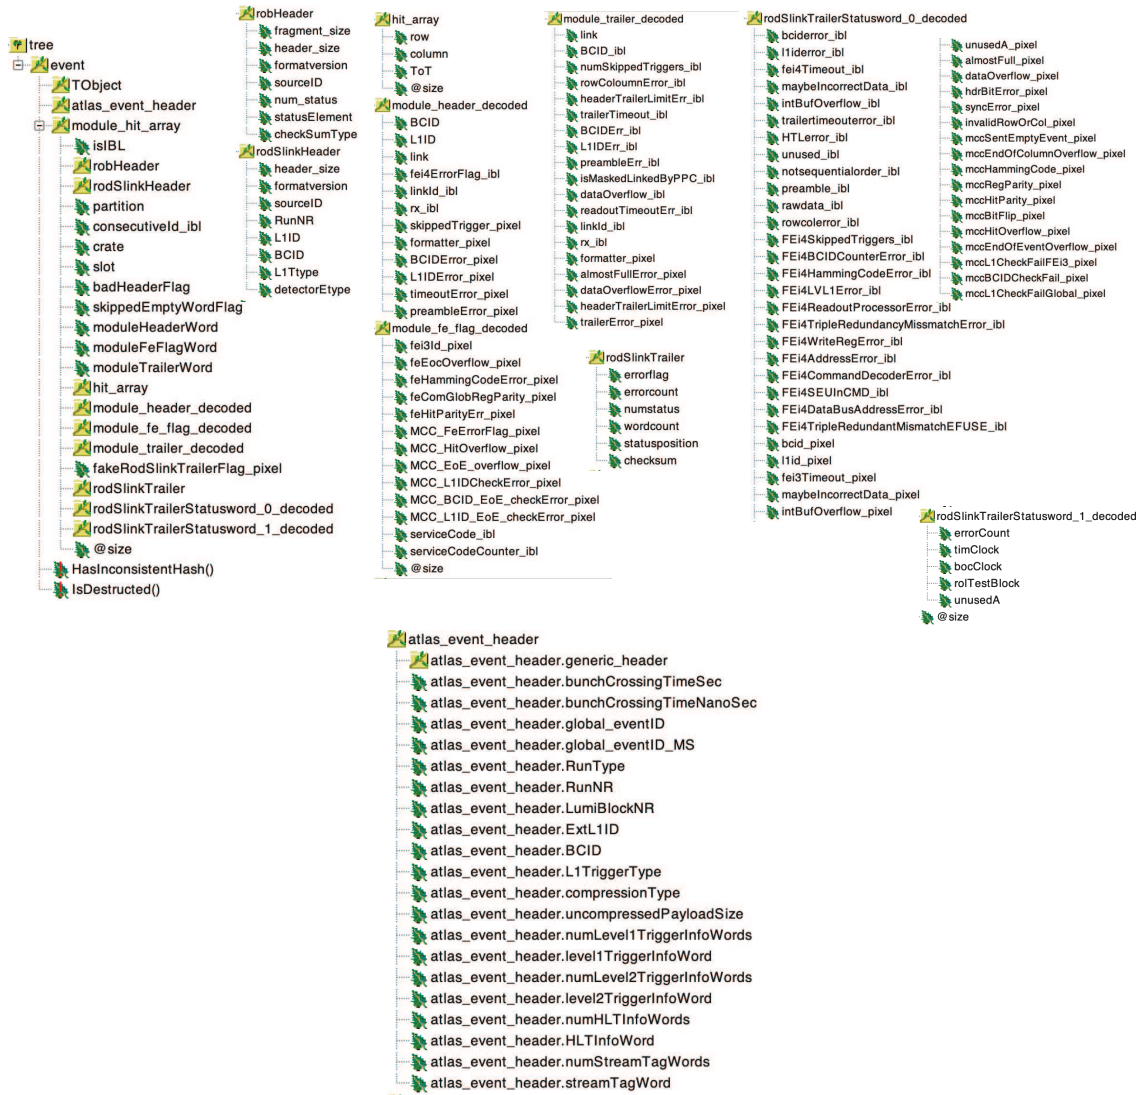 tree
event
TObject
atlas_event_header
module_hit_array
isIBL
robHeader
rodSlinkHeader
partition
consecutiveId_ibl
crate
slot
badHeaderFlag
skippedEmptyWordFlag
moduleHeaderWord
moduleFeFlagWord
moduleTrailerWord
hit_array
module_header_decoded
module_fe_flag_decoded
module_trailer_decoded
fakeRodSlinkTrailerFlag_pixel
rodSlinkTrailer
rodSlinkTrailerStatusword_0_decoded
rodSlinkTrailerStatusword_1_decoded
@size
HasInconsistentHash()
IsDestructed()
robHeader
fragment_size
header_size
formatversion
sourceID
num_status
statusElement
checkSumType
rodSlinkHeader
header_size
formatversion
sourceID
RunNR
L1ID
BCID
L1Ttype
detectorEtype
hit_array
row
column
ToT
@size
module_header_decoded
BCID
L1ID
link
fei4ErrorFlag_ibl
linkId_ibl
rx_ibl
skippedTrigger_pixel
formatter_pixel
BCIDError_pixel
L1IDError_pixel
timeoutError_pixel
preambleError_pixel
module_fe_flag_decoded
fei3Id_pixel
feEocOverflow_pixel
feHammingCodeError_pixel
feComGlobRegParity_pixel
feHitParityErr_pixel
MCC_FeErrorFlag_pixel
MCC_HitOverflow_pixel
MCC_EoE_overflow_pixel
MCC_L1IDCheckError_pixel
MCC_BCID_EoE_checkError_pixel
MCC_L1ID_EoE_checkError_pixel
serviceCode_ibl
serviceCodeCounter_ibl
@size
module_trailer_decoded
link
BCID_ibl
numSkippedTriggers_ibl
rowColoumnError_ibl
headerTrailerLimitErr_ibl
trailerTimeout_ibl
BCIDErr_ibl
L1IDErr_ibl
preambleErr_ibl
isMaskedLinkedByPPC_ibl
dataOverflow_ibl
readoutTimeoutErr_ibl
linkId_ibl
rx_ibl
formatter_pixel
almostFullError_pixel
dataOverflowError_pixel
headerTrailerLimitError_pixel
trailerError_pixel
rodSlinkTrailer
errorflag
errorcount
numstatus
wordcount
statusposition
checksum
rodSlinkTrailerStatusword_0_decoded
bciderror_ibl
l1iderror_ibl
fei4Timeout_ibl
maybeIncorrectData_ibl
intBufOverflow_ibl
trailertimeouterror_ibl
HTLerror_ibl
unused_ibl
notsequentialorder_ibl
preamble_ibl
rawdata_ibl
rowcolerror_ibl
FEi4SkippedTriggers_ibl
FEi4BCIDCounterError_ibl
FEi4HammingCodeError_ibl
FEi4LVL1Error_ibl
FEi4ReadoutProcessorError_ibl
FEi4TripleRedundancyMissmatchError_ibl
FEi4WriteRegError_ibl
FEi4AddressError_ibl
FEi4CommandDecoderError_ibl
FEi4SEUInCMD_ibl
FEi4DataBusAddressError_ibl
FEi4TripleRedundantMismatchEFUSE_ibl
bcid_pixel
l1id_pixel
fei3Timeout_pixel
maybeIncorrectData_pixel
intBufOverflow_pixel
unusedA_pixel
almostFull_pixel
dataOverflow_pixel
hdrBitError_pixel
syncError_pixel
invalidRowOrCol_pixel
mccSentEmptyEvent_pixel
mccEndOfColumnOverflow_pixel
mccHammingCode_pixel
mccRegParity_pixel
mccHitParity_pixel
mccBitFlip_pixel
mccHitOverflow_pixel
mccEndOfEventOverflow_pixel
mccL1CheckFailFEi3_pixel
mccBCIDCheckFail_pixel
mccL1CheckFailGlobal_pixel
rodSlinkTrailerStatusword_1_decoded
errorCount
timClock
bocClock
rolTestBlock
unusedA
@size
atlas_event_header
atlas_event_header.generic_header
atlas_event_header.bunchCrossingTimeSec
atlas_event_header.bunchCrossingTimeNanoSec
atlas_event_header.global_eventID
atlas_event_header.global_eventID_MS
atlas_event_header.RunType
atlas_event_header.RunNR
atlas_event_header.LumiBlockNR
atlas_event_header.ExtL1ID
atlas_event_header.BCID
atlas_event_header.L1TriggerType
atlas_event_header.compressionType
atlas_event_header.uncompressedPayloadSize
atlas_event_header.numLevel1TriggerInfoWords
atlas_event_header.level1TriggerInfoWord
atlas_event_header.numLevel2TriggerInfoWords
atlas_event_header.level2TriggerInfoWord
atlas_event_header.numHLTInfoWords
atlas_event_header.HLTInfoWord
atlas_event_header.numStreamTagWords
atlas_event_header.streamTagWord